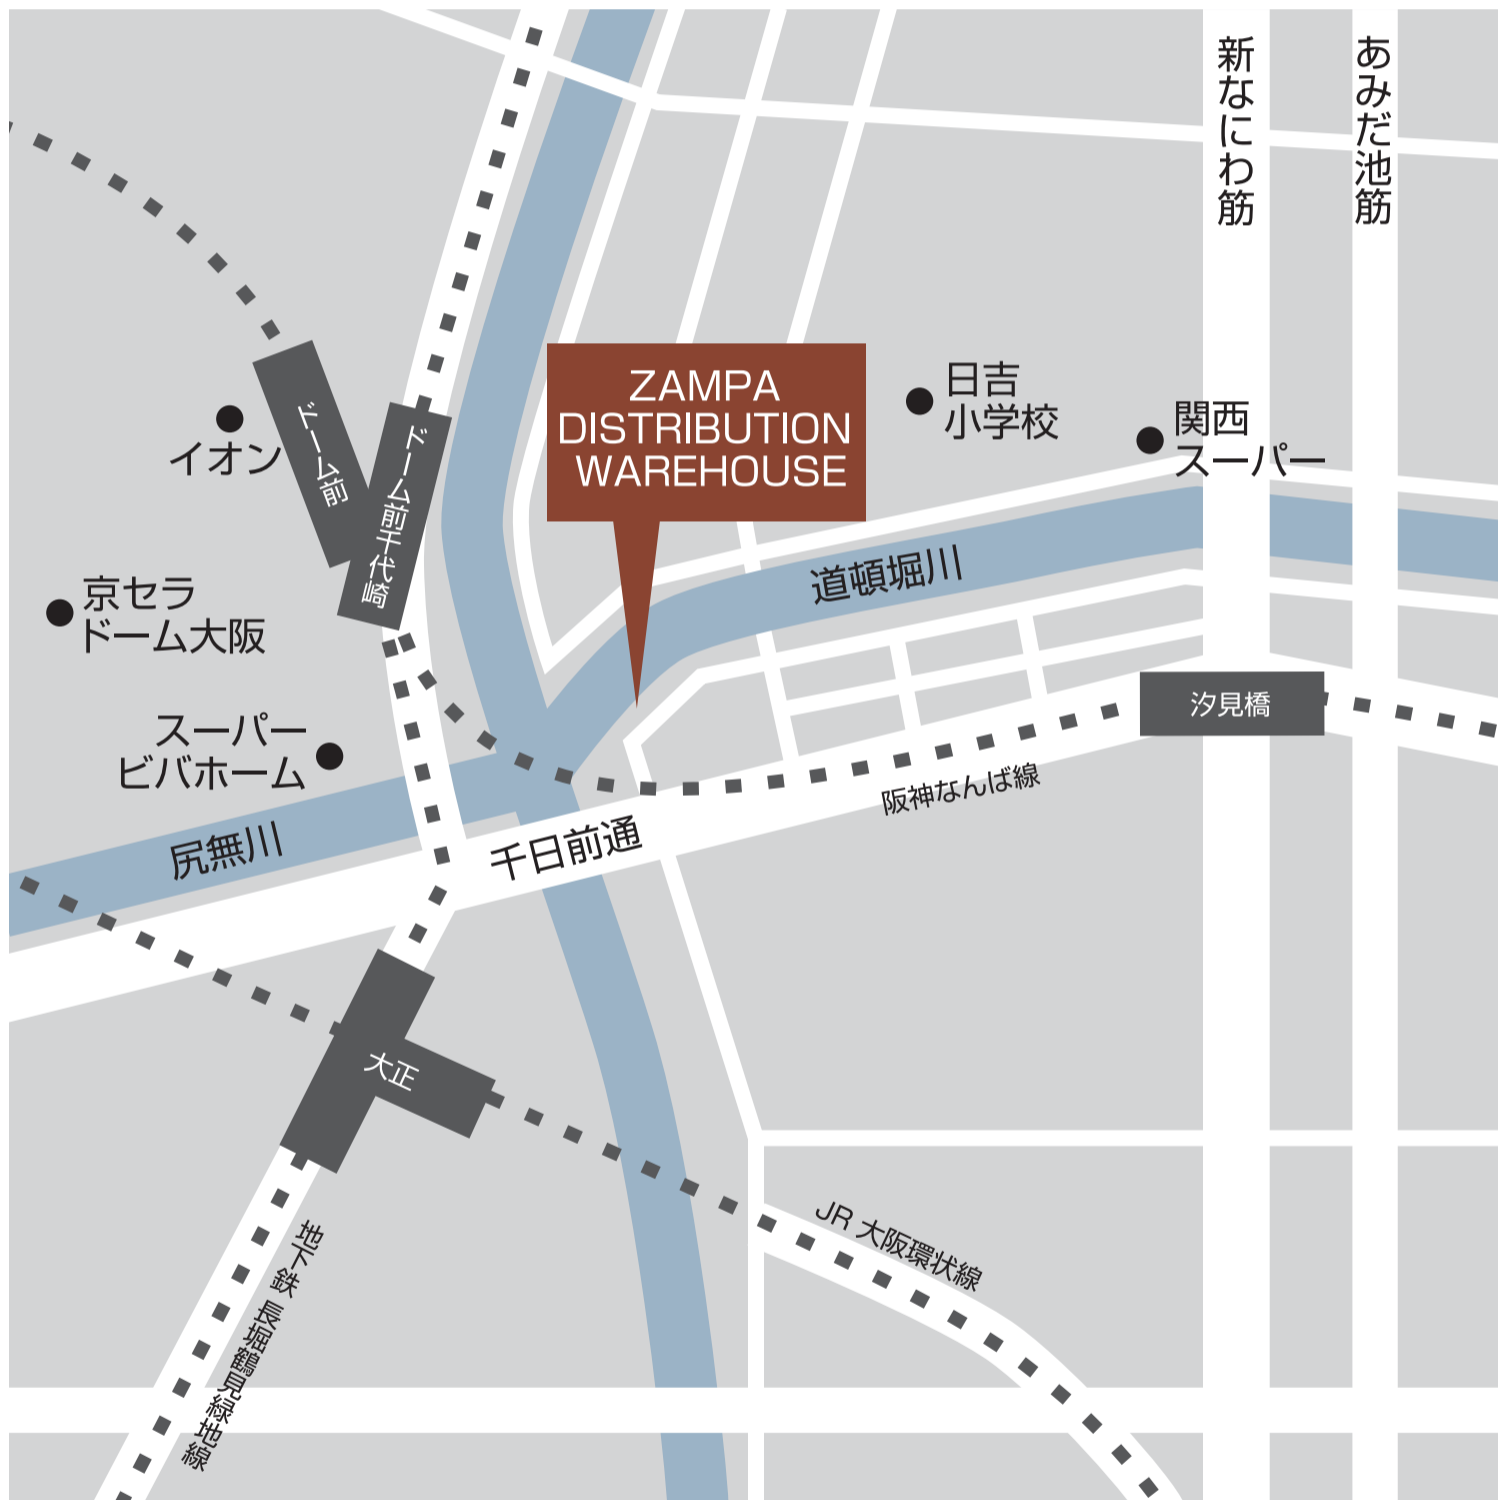 新なにわ筋
あみだ池筋
ZAMPA
DISTRIBUTION
WAREHOUSE
日吉
小学校
関西
スーパー
イオン
ドーム前
ドーム前千代崎
京セラ
ドーム大阪
道頓堀川
スーパー
ビバホーム
汐見橋
阪神なんば線
尻無川
千日前通
大正
JR 大阪環状線
地下鉄 長堀鶴見緑地線